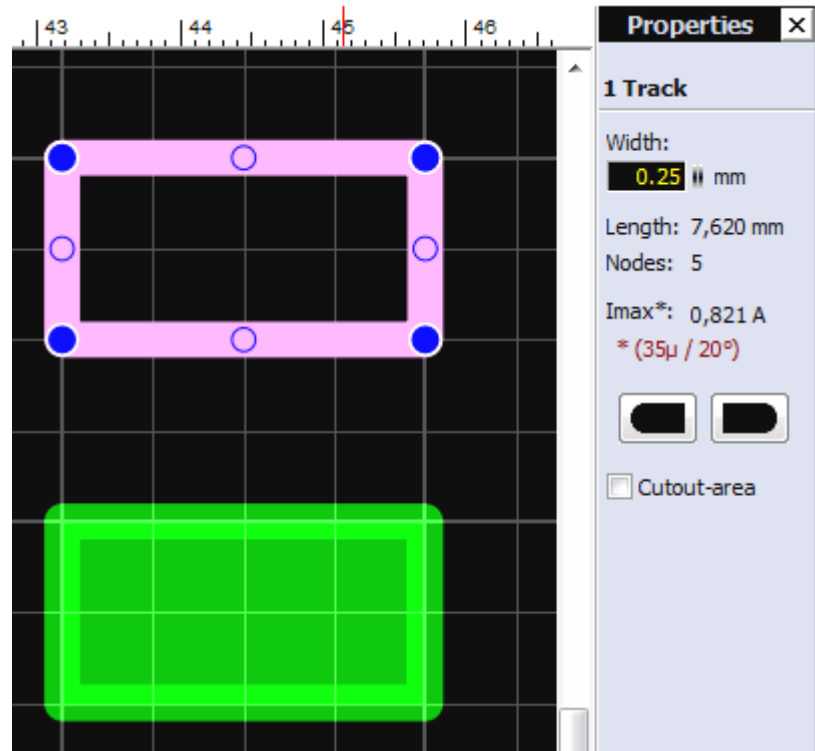 43 44 45 46
Properties
1 Track
Width:
0.25 mm
Length: 7,620 mm
Nodes: 5
Imax*: 0,821 A
* (35µ / 20°)
Cutout-area